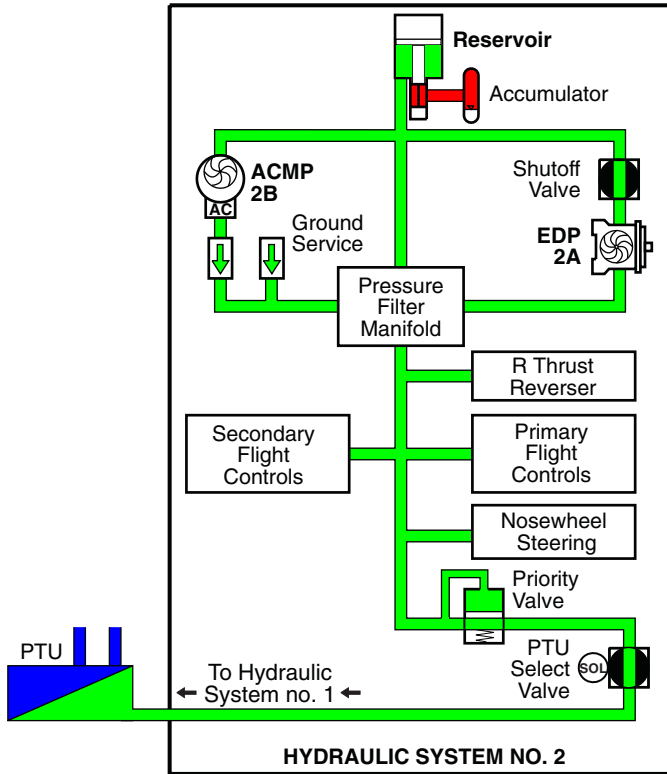 Reservoir
Accumulator
ACMP
2B
AC
Ground
Service
Shutoff
Valve
EDP
2A
Pressure
Filter
Manifold
R Thrust
Reverser
Secondary
Flight
Controls
Primary
Flight
Controls
Nosewheel
Steering
Priority
Valve
PTU
To Hydraulic
System no. 1
PTU
Select
Valve
SOL
HYDRAULIC SYSTEM NO. 2